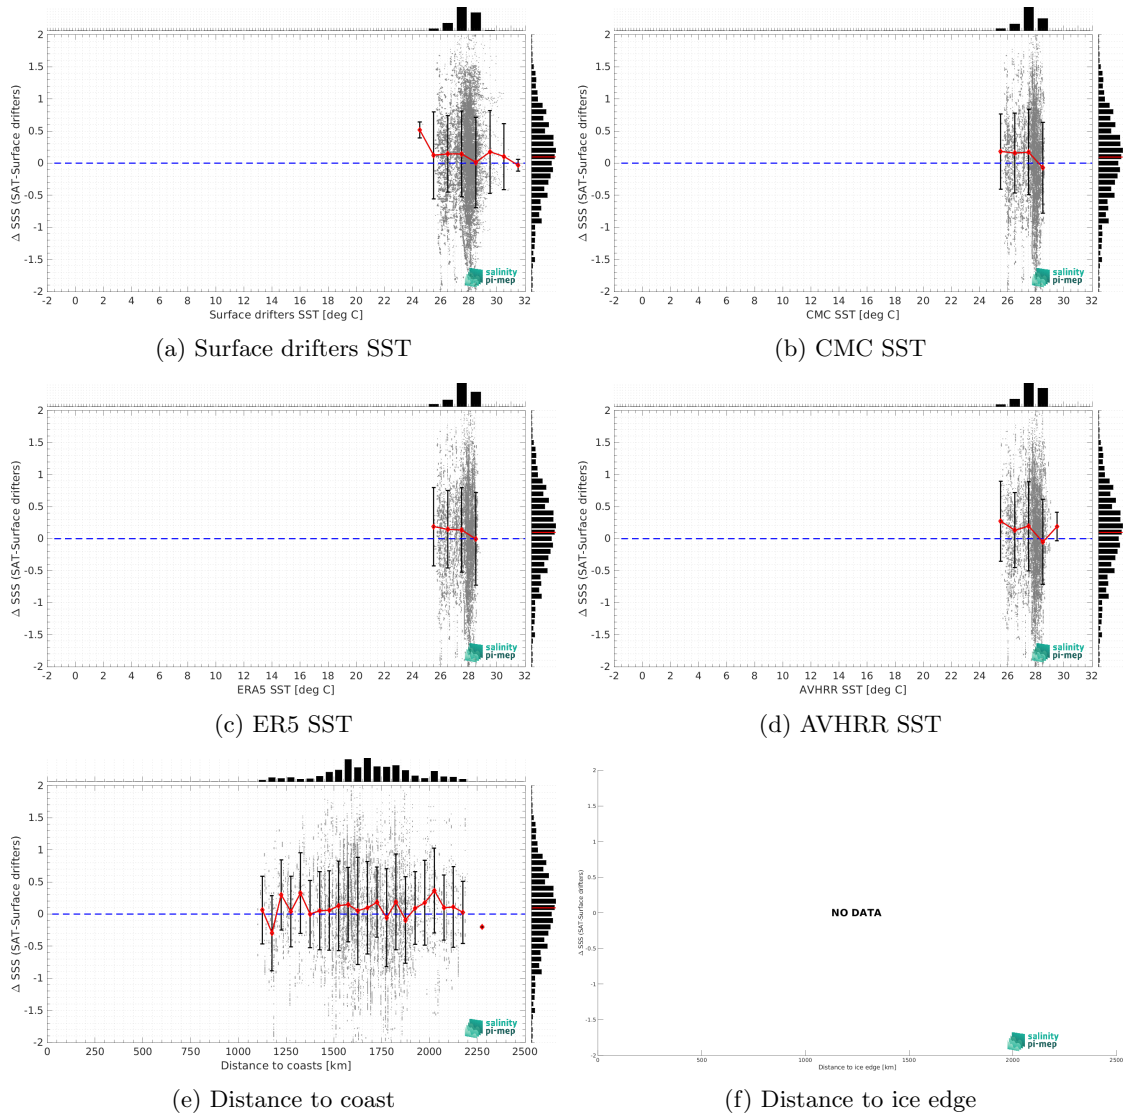 2
1.5
1
0.5
0
-0.5
-1
-1.5
-2
Δ SSS (SAT-Surface drifters)
salinity
pi-mep
-2 0 2 4 6 8 10 12 14 16 18 20 22 24 26 28 30 32
Surface drifters SST [deg C]
(a) Surface drifters SST
2
1.5
1
0.5
0
-0.5
-1
-1.5
-2
Δ SSS (SAT-Surface drifters)
salinity
pi-mep
-2 0 2 4 6 8 10 12 14 16 18 20 22 24 26 28 30 32
CMC SST [deg C]
(b) CMC SST
2
1.5
1
0.5
0
-0.5
-1
-1.5
-2
Δ SSS (SAT-Surface drifters)
salinity
pi-mep
-2 0 2 4 6 8 10 12 14 16 18 20 22 24 26 28 30 32
ERA5 SST [deg C]
(c) ER5 SST
2
1.5
1
0.5
0
-0.5
-1
-1.5
-2
Δ SSS (SAT-Surface drifters)
salinity
pi-mep
-2 0 2 4 6 8 10 12 14 16 18 20 22 24 26 28 30 32
AVHRR SST [deg C]
(d) AVHRR SST
2
1.5
1
0.5
0
-0.5
-1
-1.5
-2
Δ SSS (SAT-Surface drifters)
salinity
pi-mep
0 250 500 750 1000 1250 1500 1750 2000 2250 2500
Distance to coasts [km]
(e) Distance to coast
2
1.5
1
0.5
0
-0.5
-1
-1.5
-2
Δ SSS (SAT-Surface drifters)
NO DATA
salinity
pi-mep
0 500 1000 1500 2000 2500
Distance to ice edge [km]
(f) Distance to ice edge